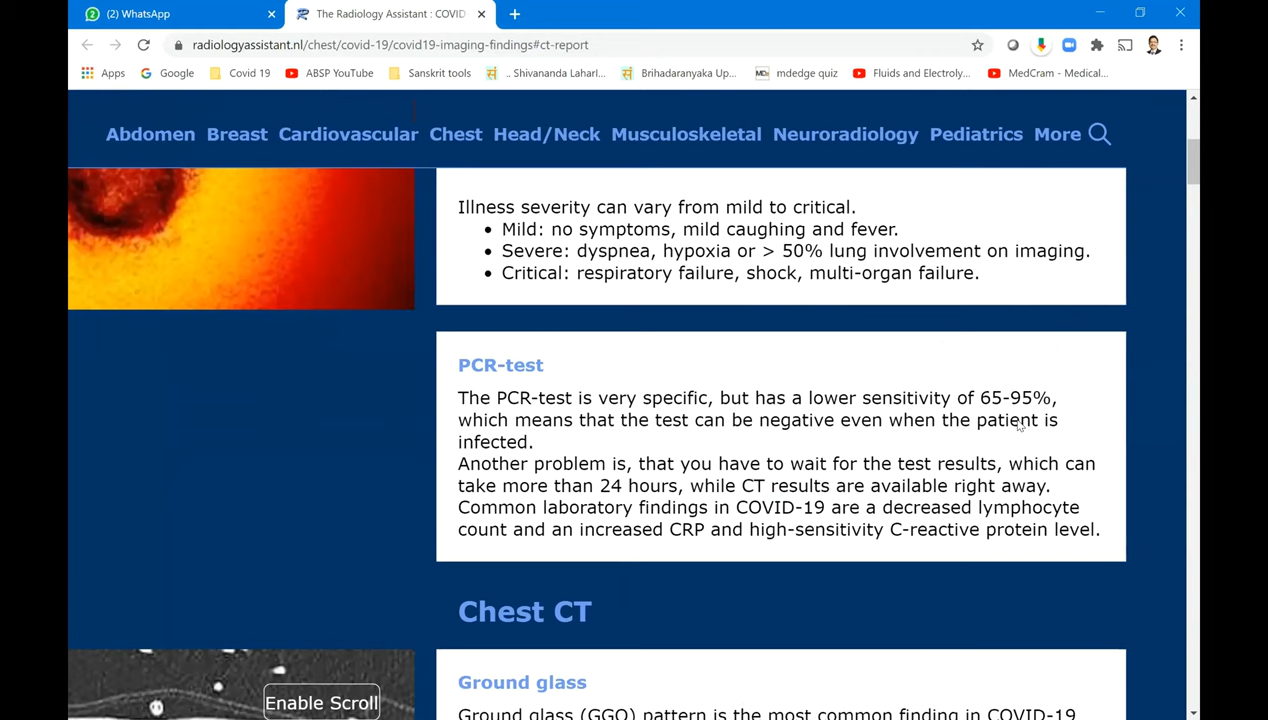 2
(2) WhatsApp
The Radiology Assistant : COVID
radiologyassistant.nl/chest/covid-19/covid19-imaging-findings#ct-report
Apps
Google
Covid 19
ABSP YouTube
Sanskrit tools
.. Shivananda Laharl...
Brihadaranyaka Up...
mdedge quiz
Fluids and Electroly...
MedCram - Medical...
Abdomen Breast Cardiovascular Chest Head/Neck Musculoskeletal Neuroradiology Pediatrics More
Illness severity can vary from mild to critical.
• Mild: no symptoms, mild caughing and fever.
• Severe: dyspnea, hypoxia or > 50% lung involvement on imaging.
• Critical: respiratory failure, shock, multi-organ failure.
PCR-test
The PCR-test is very specific, but has a lower sensitivity of 65-95%,
which means that the test can be negative even when the patient is
infected.
Another problem is, that you have to wait for the test results, which can
take more than 24 hours, while CT results are available right away.
Common laboratory findings in COVID-19 are a decreased lymphocyte
count and an increased CRP and high-sensitivity C-reactive protein level.
Chest CT
Enable Scroll
Ground glass
Ground glass (GGO) pattern is the most common finding in COVID-19